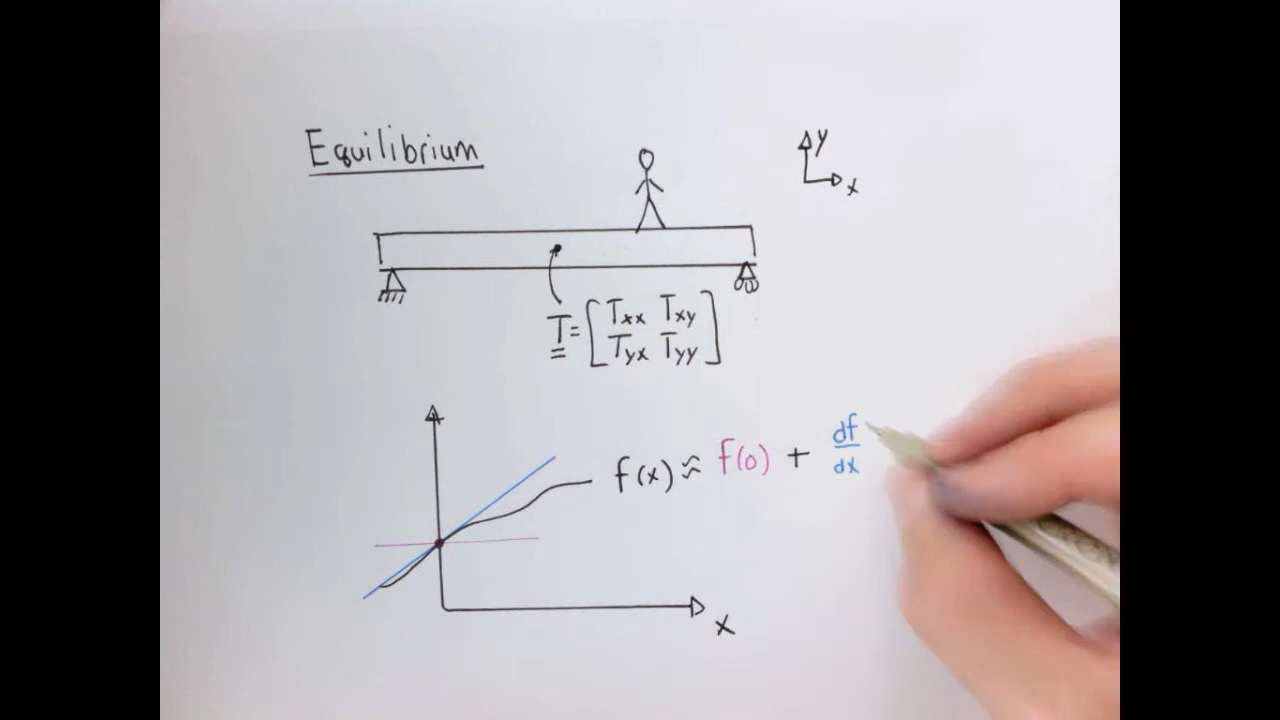 Equilibrium
y
x
T = [ Txx Txy
Tyx Tyy ]
f(x) ≈ f(0) + df
dx
x